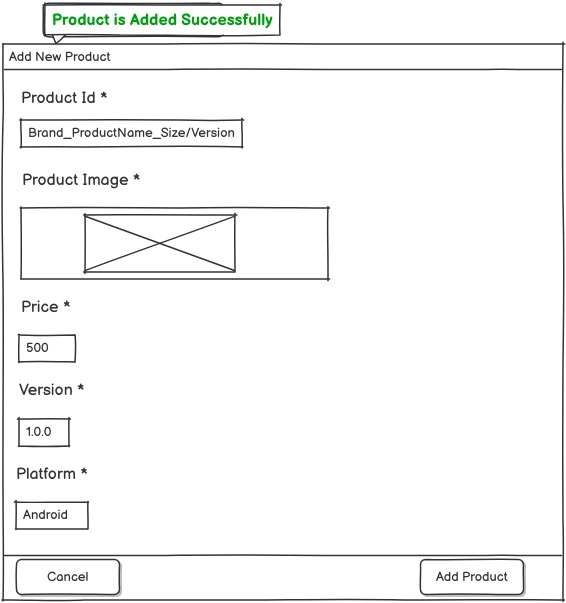 Product is Added Successfully
Add New Product
Product Id *
Brand_ProductName_Size/Version
Product Image *
Price *
500
Version *
1.0.0
Platform *
Android
Cancel
Add Product